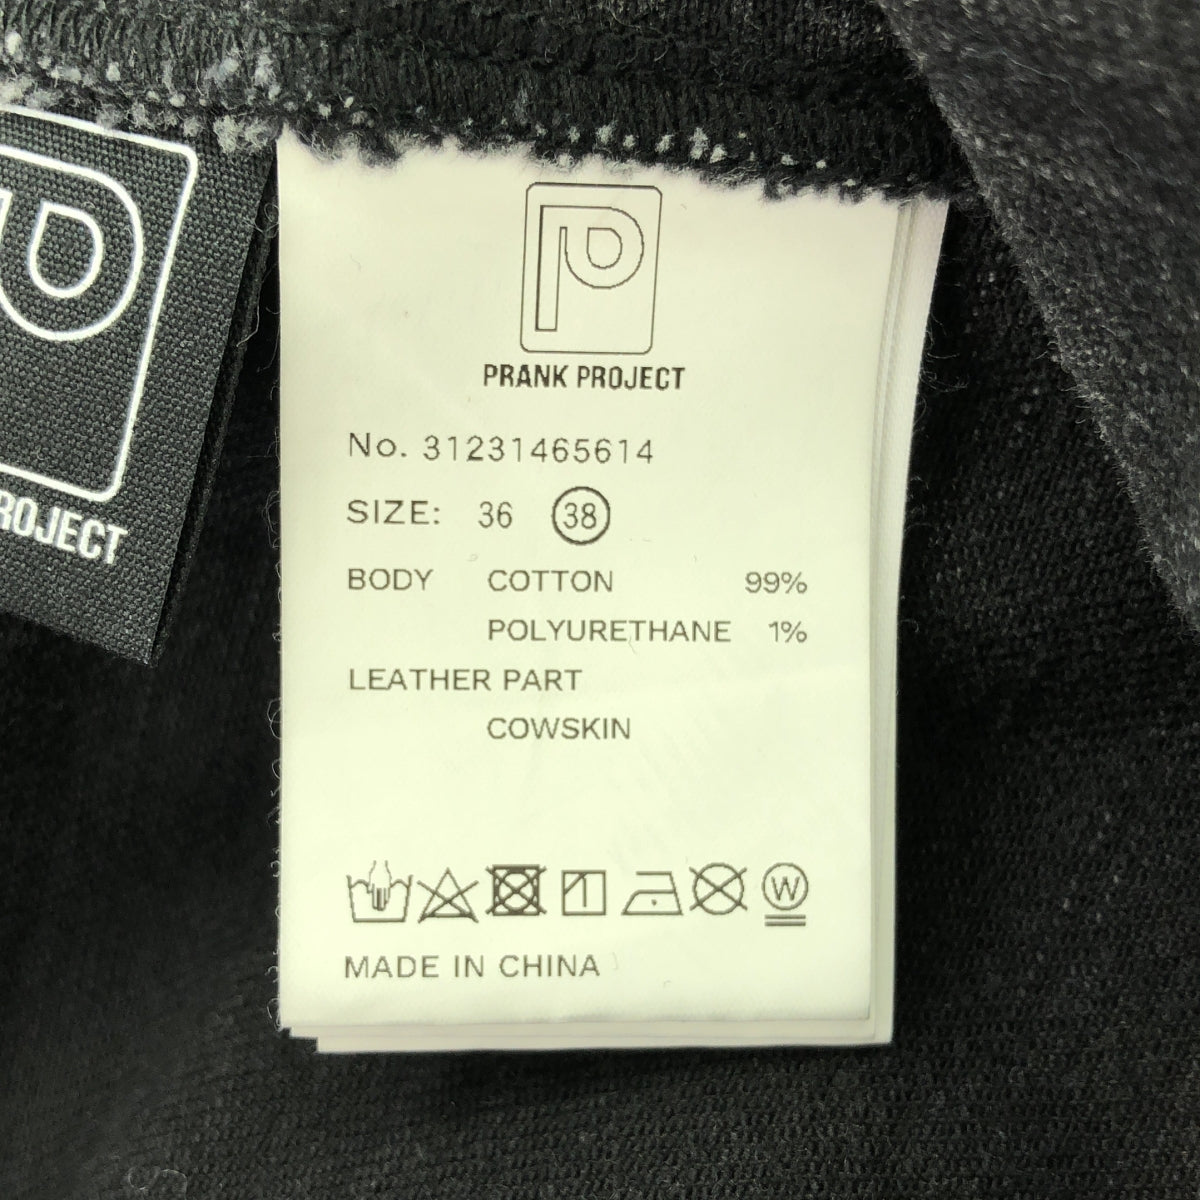 PRANK PROJECT
No. 31231465614
SIZE: 36 38
BODY COTTON 99%
POLYURETHANE 1%
LEATHER PART
COWSKIN
W
MADE IN CHINA
ROJECT